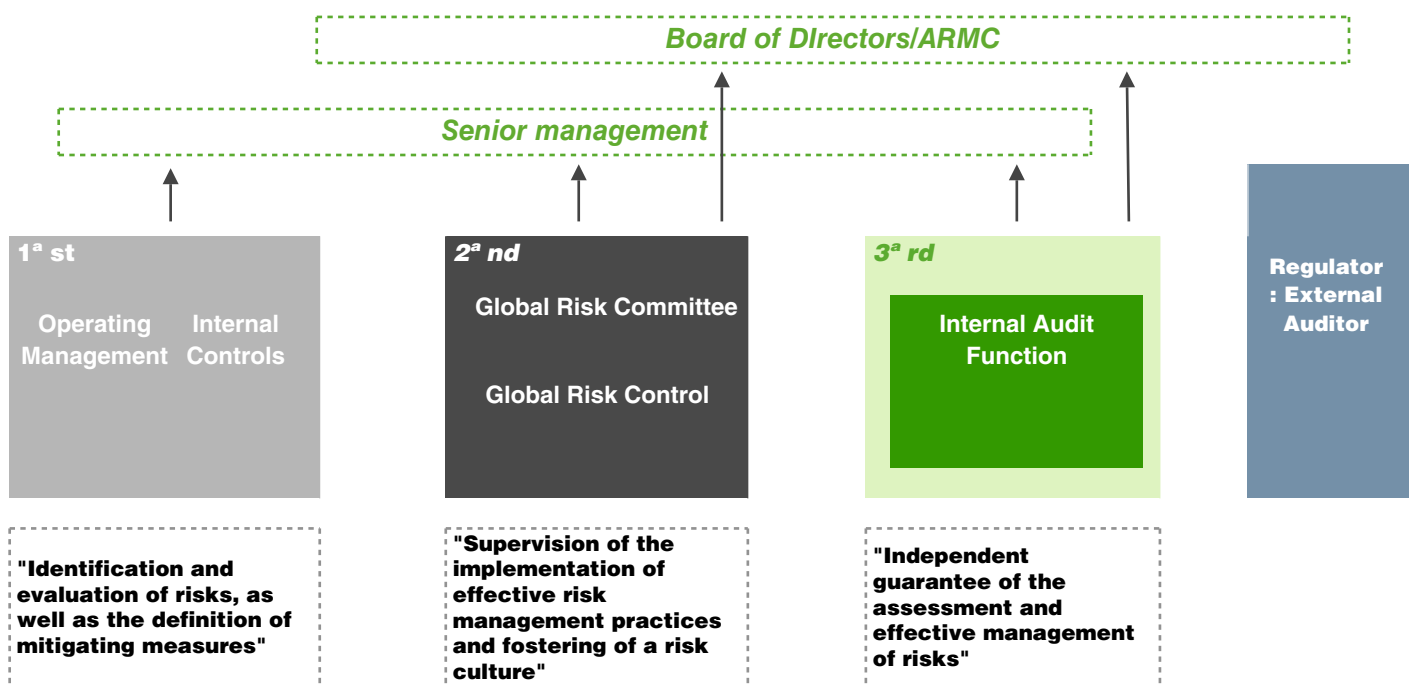 Board of DIrectors/ARMC
Senior management
1ª st
Operating
Management
Internal
Controls
2ª nd
Global Risk Committee
Global Risk Control
3ª rd
Internal Audit
Function
Regulator
: External
Auditor
"Identification and
evaluation of risks, as
well as the definition of
mitigating measures"
"Supervision of the
implementation of
effective risk
management practices
and fostering of a risk
culture"
"Independent
guarantee of the
assessment and
effective management
of risks"